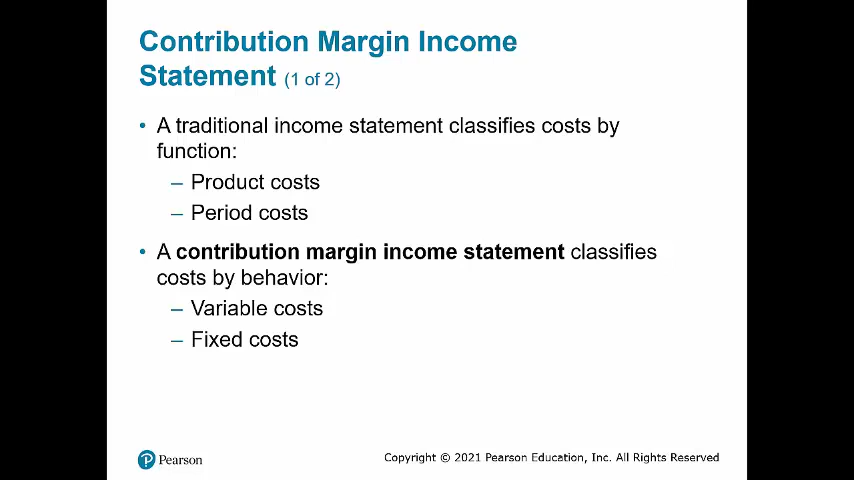 Contribution Margin Income
Statement (1 of 2)
• A traditional income statement classifies costs by
function:
– Product costs
– Period costs
• A contribution margin income statement classifies
costs by behavior:
– Variable costs
– Fixed costs
P Pearson
Copyright © 2021 Pearson Education, Inc. All Rights Reserved